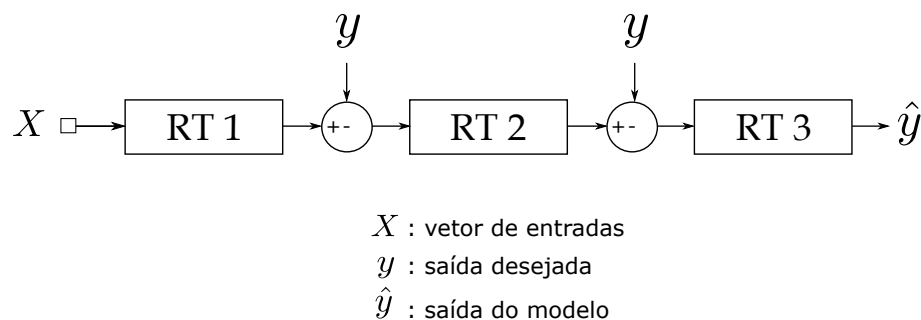 y y
X RT 1 +- RT 2 +- RT 3 ŷ
X : vetor de entradas
y : saída desejada
ŷ : saída do modelo